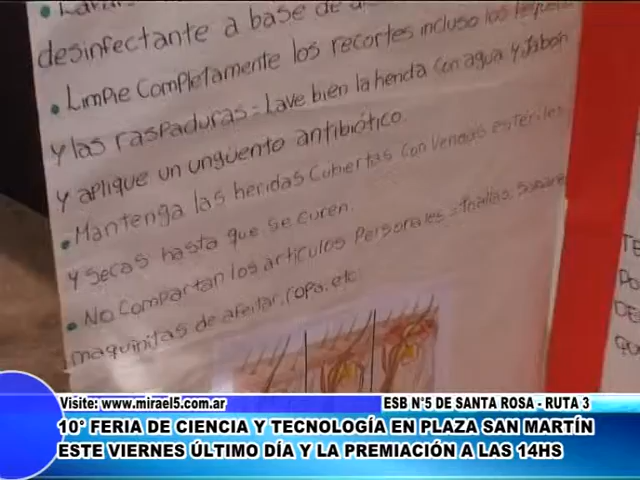 desinfectante a base de
• Limpie completamente los recortes incluso los
y las raspaduras= Lave bien la herida con agua y Jabón
y aplique un ungüento antibiótico.
• Mantenga las heridas cubiertas con vendas estériles
y secas hasta que se curen.
• No compartan los artículos personales = Toallas,
maquinitas de afeitar, ropa, etc
Visite: www.mirael5.com.ar
ESB N°5 DE SANTA ROSA - RUTA 3
10° FERIA DE CIENCIA Y TECNOLOGÍA EN PLAZA SAN MARTÍN
ESTE VIERNES ÚLTIMO DÍA Y LA PREMIACIÓN A LAS 14HS